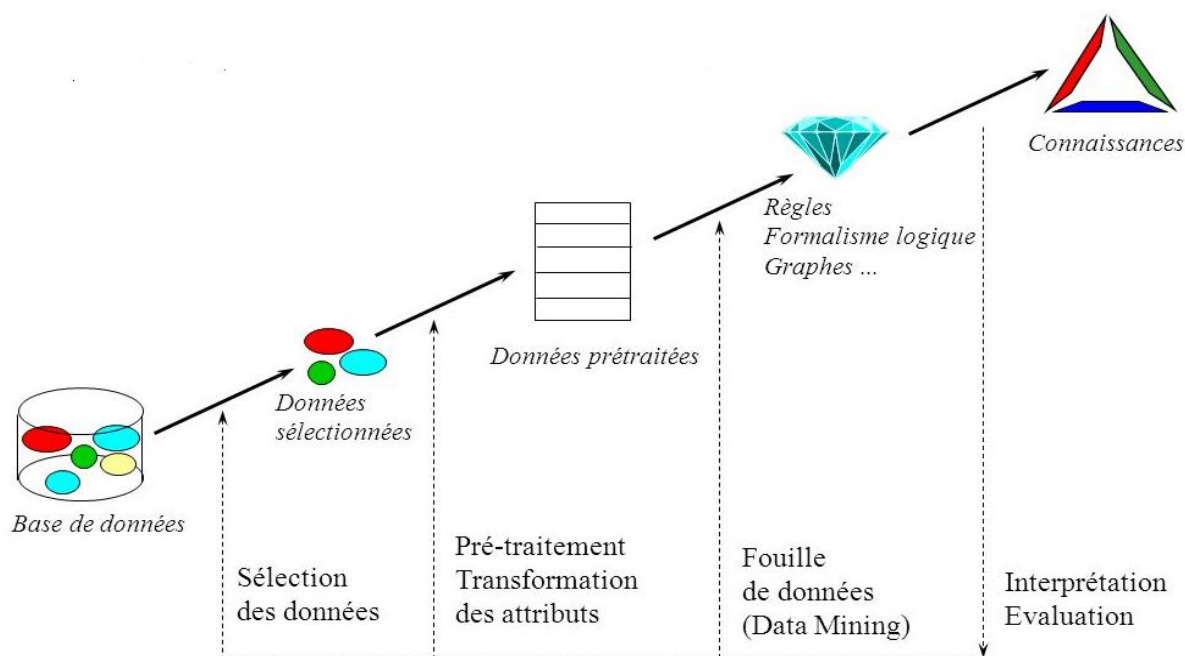 Connaissances
Règles
Formalisme logique
Graphes ...
Données prétraitées
Données
sélectionnées
Base de données
Sélection
des données
Pré-traitement
Transformation
des attributs
Fouille
de données
(Data Mining)
Interprétation
Evaluation